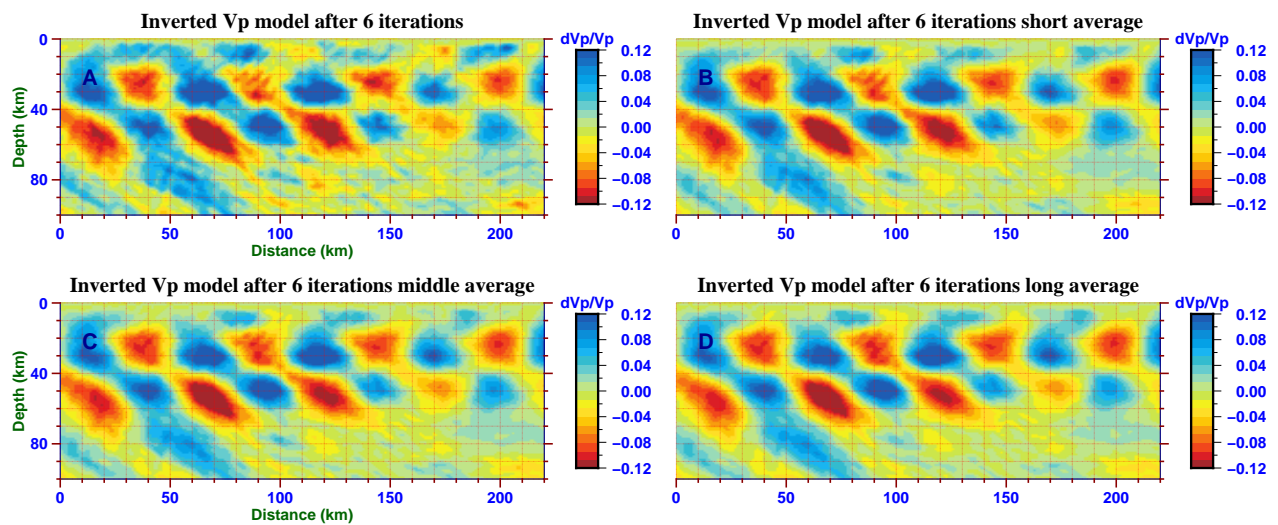 Inverted Vp model after 6 iterations
dVp/Vp
0
40
80
Depth (km)
A
0.12
0.08
0.04
0.00
−0.04
−0.08
−0.12
0 50 100 150 200
Distance (km)
Inverted Vp model after 6 iterations short average
dVp/Vp
B
0.12
0.08
0.04
0.00
−0.04
−0.08
−0.12
0 50 100 150 200
Inverted Vp model after 6 iterations middle average
dVp/Vp
0
40
80
Depth (km)
C
0.12
0.08
0.04
0.00
−0.04
−0.08
−0.12
0 50 100 150 200
Distance (km)
Inverted Vp model after 6 iterations long average
dVp/Vp
D
0.12
0.08
0.04
0.00
−0.04
−0.08
−0.12
0 50 100 150 200